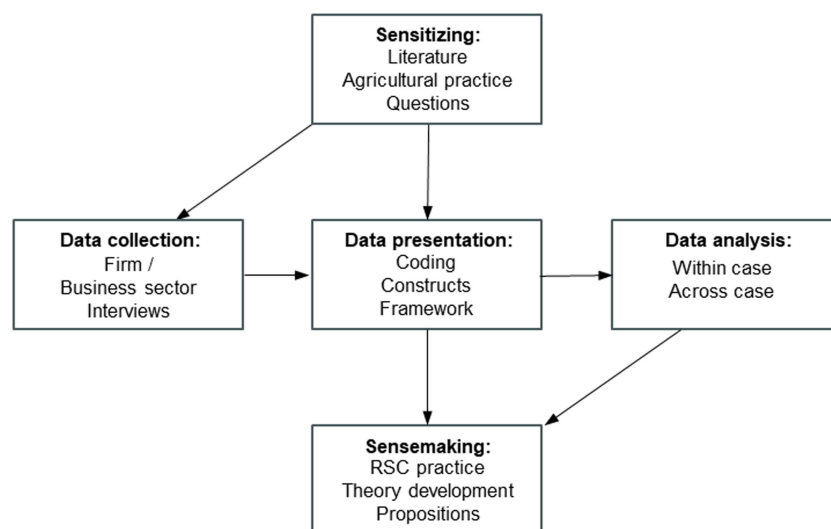 Sensitizing:
Literature
Agricultural practice
Questions
Data collection:
Firm /
Business sector
Interviews
Data presentation:
Coding
Constructs
Framework
Data analysis:
Within case
Across case
Sensemaking:
RSC practice
Theory development
Propositions